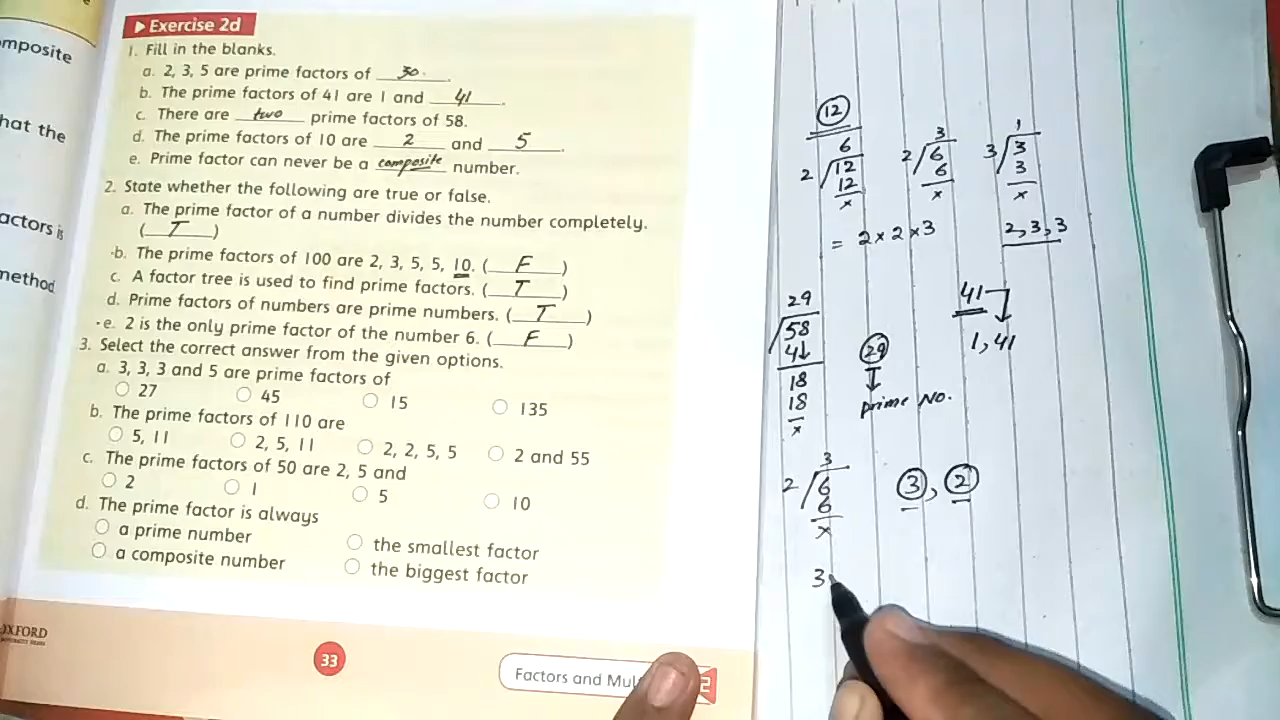 omposite
hat the
actors is
method
Exercise 2d
1. Fill in the blanks.
a. 2, 3, 5 are prime factors of 30.
b. The prime factors of 41 are 1 and 41.
c. There are two prime factors of 58.
d. The prime factors of 10 are 2 and 5.
e. Prime factor can never be a composite number.
2. State whether the following are true or false.
a. The prime factor of a number divides the number completely.
(T)
b. The prime factors of 100 are 2, 3, 5, 5, 10. (F)
c. A factor tree is used to find prime factors. (T)
d. Prime factors of numbers are prime numbers. (T)
e. 2 is the only prime factor of the number 6. (F)
3. Select the correct answer from the given options.
a. 3, 3, 3 and 5 are prime factors of
27 45 15 135
b. The prime factors of 110 are
5, 11 2, 5, 11 2, 2, 5, 5 2 and 55
c. The prime factors of 50 are 2, 5 and
2 1 5 10
d. The prime factor is always
a prime number the smallest factor
a composite number the biggest factor
OXFORD
33
Factors and Mul
2
12
6 3 1
2 12 2 6 3 3
12 6 3
x x x
= 2 x 2 x 3 2, 3, 3
29 41
58 1, 41
4 29
18 prime No.
18
x
3
2 6 3, 2
6
x
3